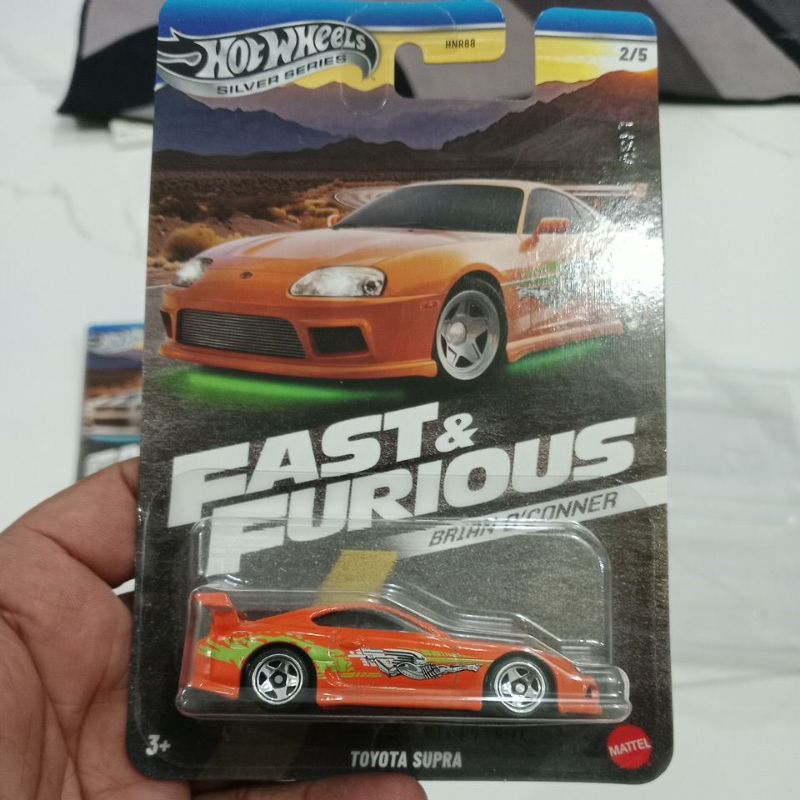 HOT WHEELS
SILVER SERIES
HNR88
2/5
FAST &
FURIOUS
BRIAN O'CONNER
3+
TOYOTA SUPRA
MATTEL